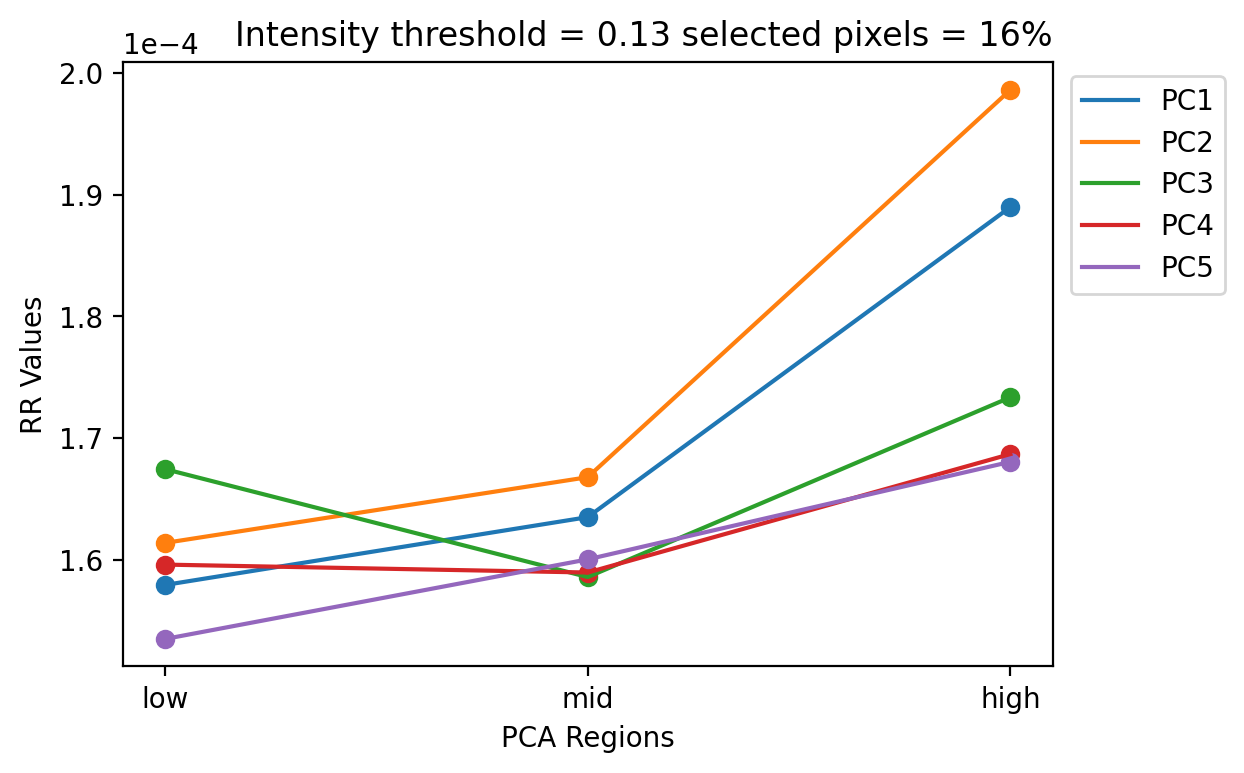 Intensity threshold = 0.13 selected pixels = 16%
1e−4
2.0
1.9
1.8
1.7
1.6
RR Values
low
mid
high
PCA Regions
PC1
PC2
PC3
PC4
PC5